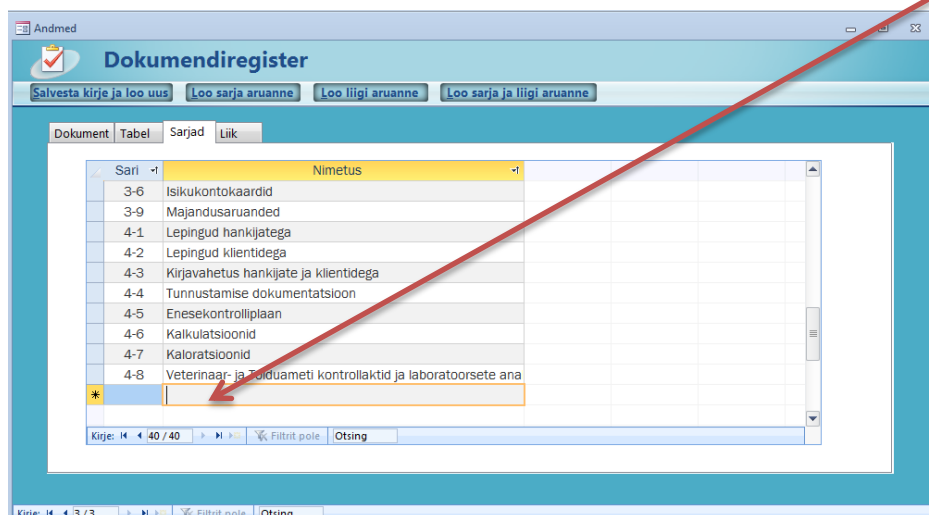 Andmed
Dokumendiregister
Salvesta kirje ja loo uus Loo sarja aruanne Loo liigi aruanne Loo sarja ja liigi aruanne
Dokument Tabel Sarjad Liik
Sari Nimetus
3-6 Isikukontokaardid
3-9 Majandusaruanded
4-1 Lepingud hankijatega
4-2 Lepingud klientidega
4-3 Kirjavahetus hankijate ja klientidega
4-4 Tunnustamise dokumentatsioon
4-5 Enesekontrolliplaan
4-6 Kalkulatsioonid
4-7 Kaloratsioonid
4-8 Veterinaar- ja Toiduameti kontrollaktid ja laboratoorsete ana
Kirje: 40 / 40 Filtrit pole Otsing
Kirje: 3 / 3 Filtrit pole Otsing